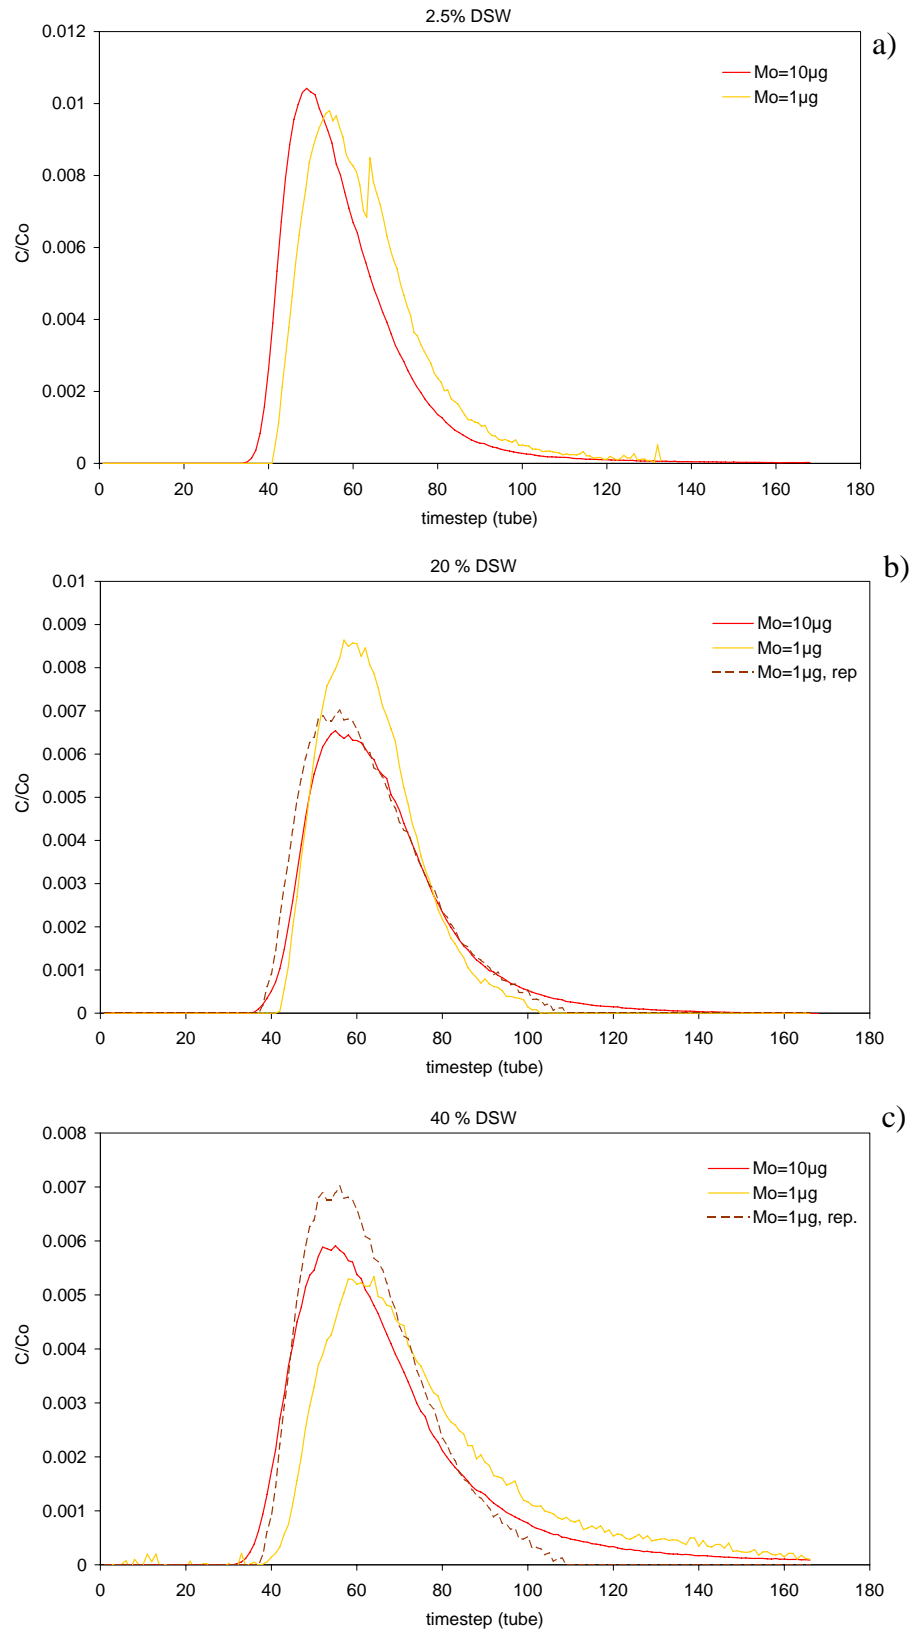 2.5% DSW
a)
0.012
0.01
0.008
0.006
0.004
0.002
0
C/Co
Mo=10µg
Mo=1µg
0 20 40 60 80 100 120 140 160 180
timestep (tube)
20 % DSW
b)
0.01
0.009
0.008
0.007
0.006
0.005
0.004
0.003
0.002
0.001
0
C/Co
Mo=10µg
Mo=1µg
Mo=1µg, rep
0 20 40 60 80 100 120 140 160 180
timestep (tube)
40 % DSW
c)
0.008
0.007
0.006
0.005
0.004
0.003
0.002
0.001
0
C/Co
Mo=10µg
Mo=1µg
Mo=1µg, rep.
0 20 40 60 80 100 120 140 160 180
timestep (tube)